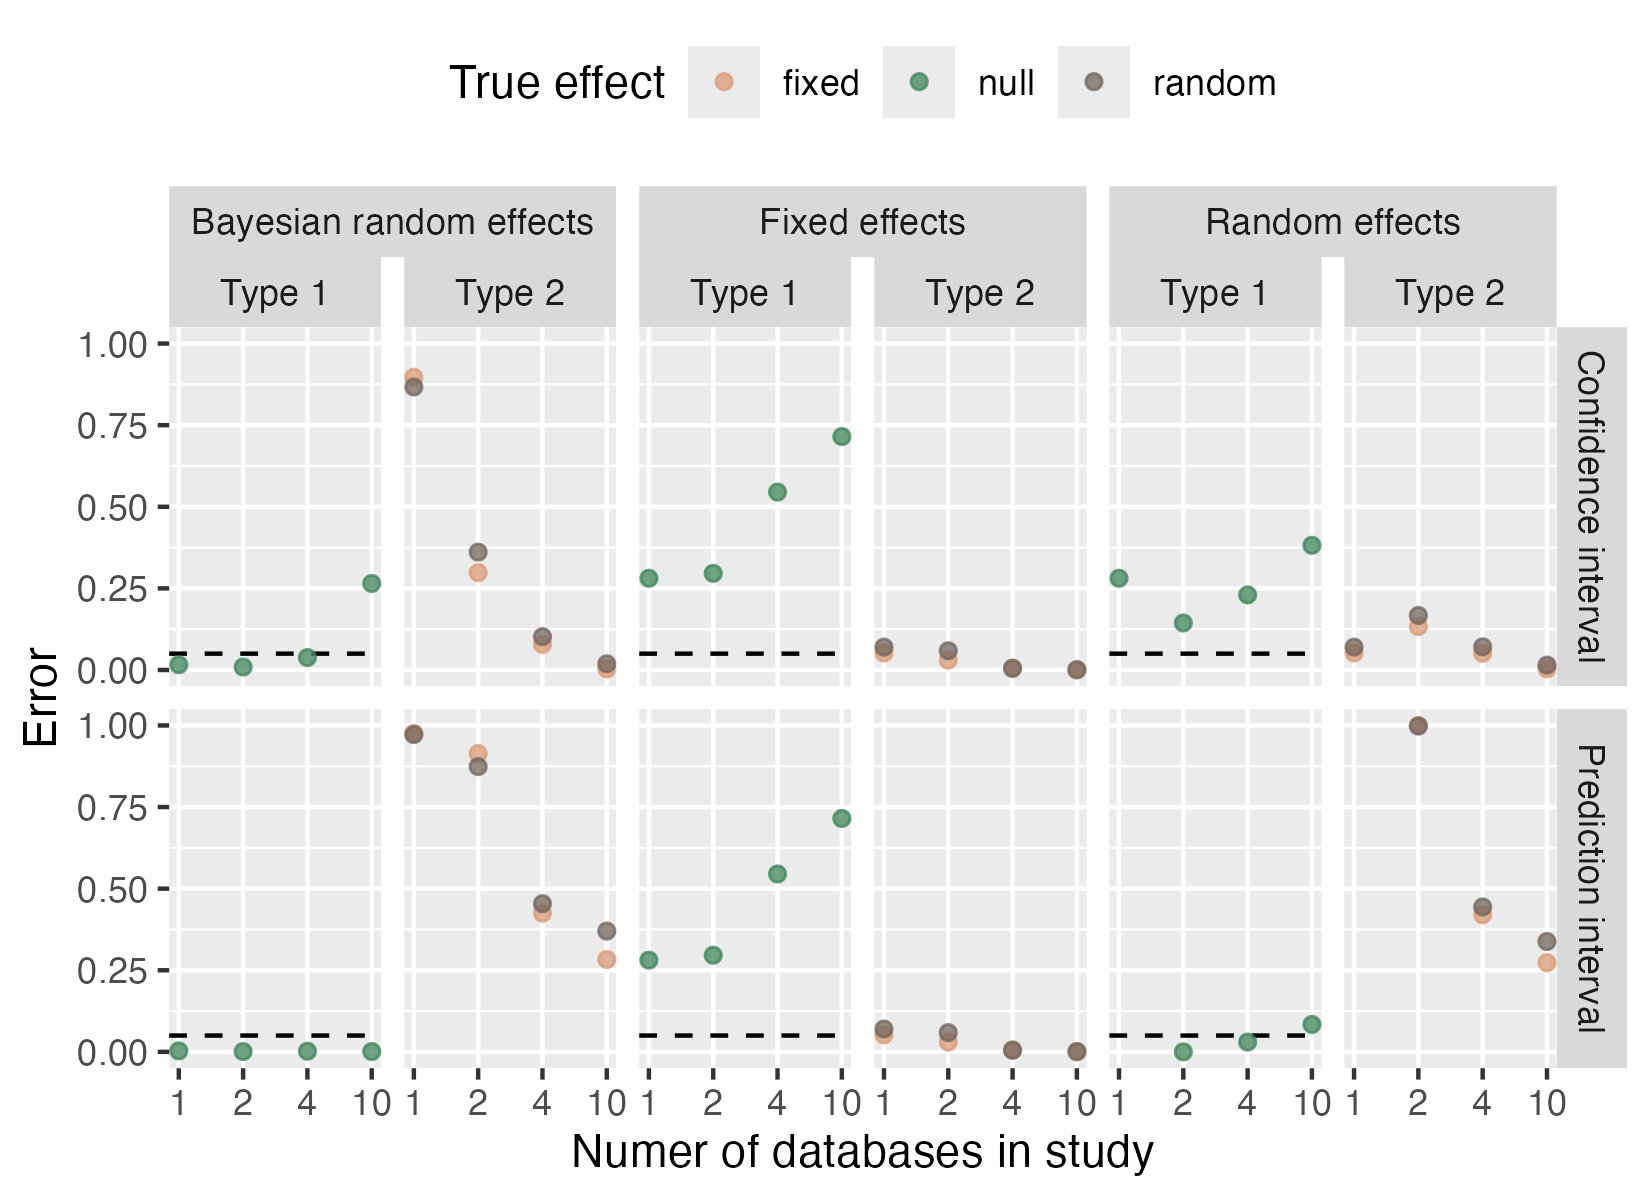 True effect fixed null random
Bayesian random effects Fixed effects Random effects
Type 1 Type 2 Type 1 Type 2 Type 1 Type 2
1.00
0.75
0.50
0.25
0.00
Confidence interval
Error
1.00
0.75
0.50
0.25
0.00
Prediction interval
1 2 4 10 1 2 4 10 1 2 4 10 1 2 4 10 1 2 4 10 1 2 4 10
Numer of databases in study